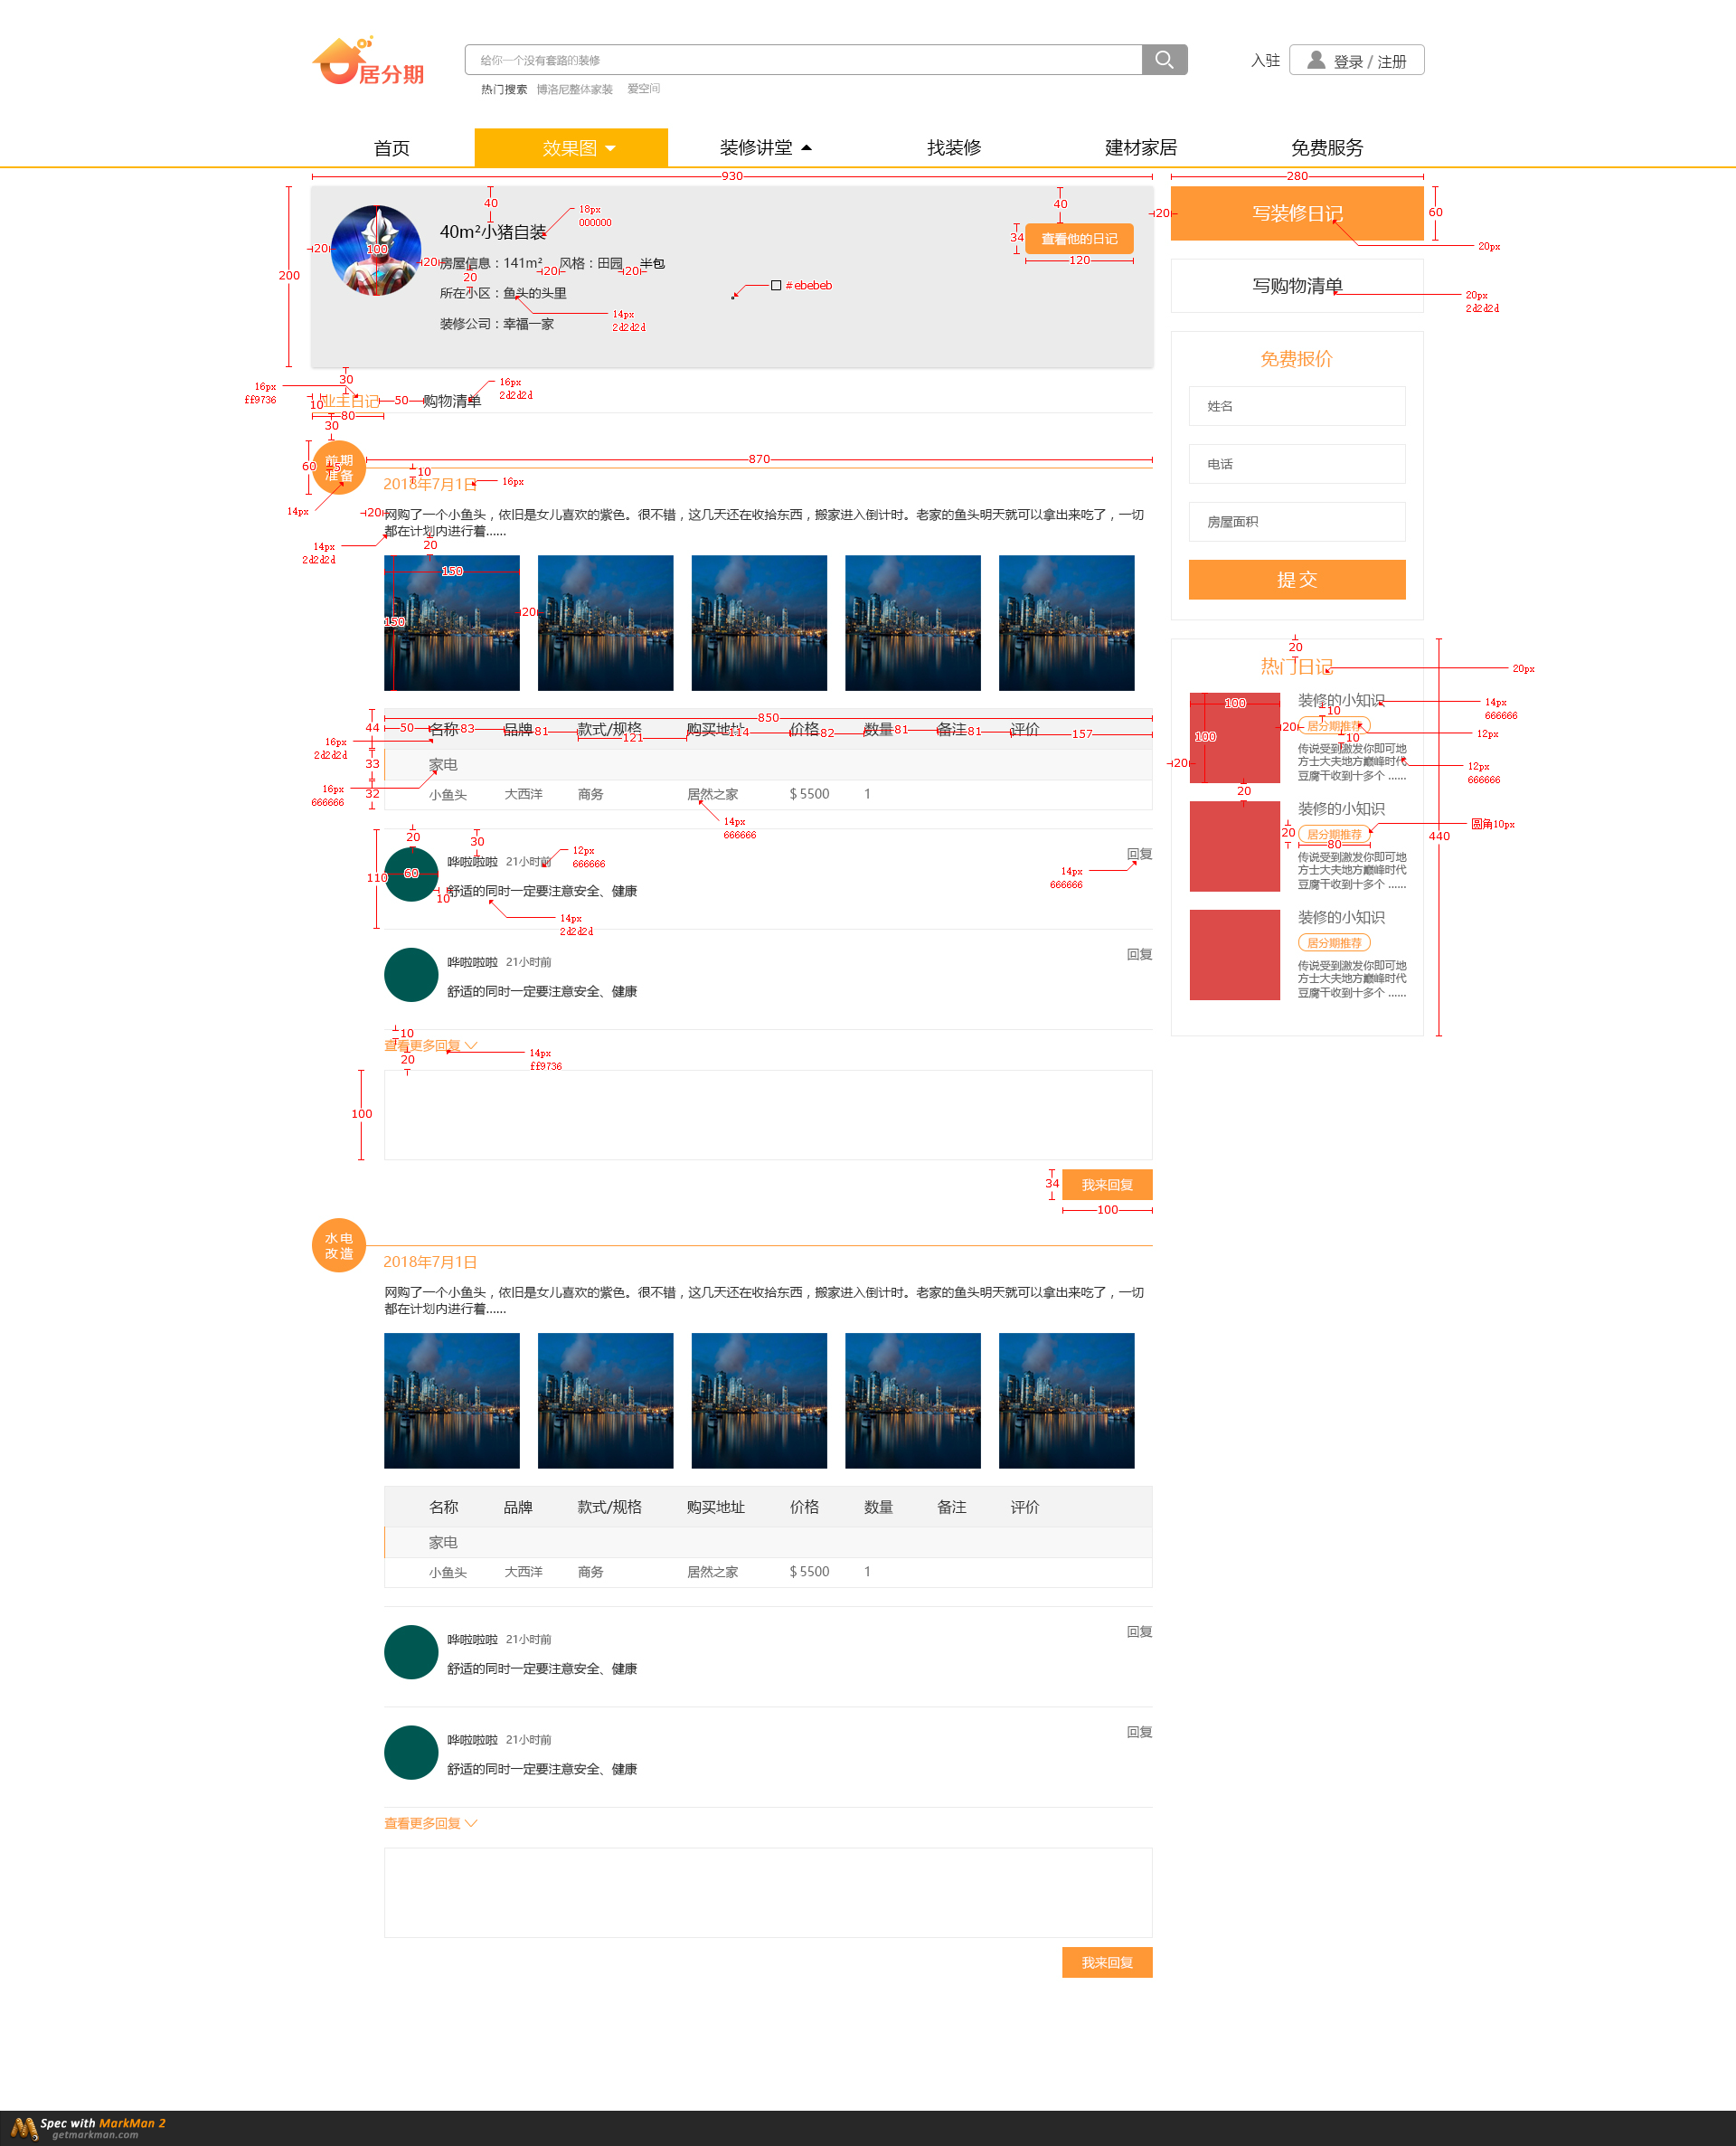 居分期
给你一个没有套路的装修
热门搜索 博洛尼整体家装 爱空间
入驻 登录 / 注册
首页 效果图 装修讲堂 找装修 建材家居 免费服务
930
280
200
20
100
40
18px
000000
40m²小猪自装
20
房屋信息：141m² 风格：田园 半包
20
20
20
所在小区：鱼头的头里
装修公司：幸福一家
14px
2d2d2d
#ebebeb
40
34
查看他的日记
120
20
写装修日记
60
20px
写购物清单
20px
2d2d2d
免费报价
姓名
电话
房屋面积
提 交
30
16px
ff9736
业主日记
10
80
50
购物清单
16px
2d2d2d
30
60
前期
准备
5
14px
870
10
2018年7月1日
16px
20
网购了一个小鱼头，依旧是女儿喜欢的紫色。很不错，这几天还在收拾东西，搬家进入倒计时。老家的鱼头明天就可以拿出来吃了，一切
都在计划内进行着......
14px
2d2d2d
20
150
150
20
850
44
50
83
81
121
114
82
81
81
157
名称 品牌 款式/规格 购买地址 价格 数量 备注 评价
16px
2d2d2d
33
家电
16px
666666
32
小鱼头 大西洋 商务 居然之家 $ 5500 1
14px
666666
110
20
60
10
30
哗啦啦啦 21小时前
12px
666666
回复
14px
666666
舒适的同时一定要注意安全、健康
14px
2d2d2d
哗啦啦啦 21小时前
回复
舒适的同时一定要注意安全、健康
10
查看更多回复
14px
ff9736
20
100
34
我来回复
100
20
热门日记
20px
440
100
100
20
20
20
装修的小知识
14px
666666
10
居分期推荐
12px
10
传说受到激发你即可地
方士大夫地方巅峰时代
豆腐干收到十多个 ......
12px
666666
装修的小知识
20
居分期推荐
80
圆角10px
传说受到激发你即可地
方士大夫地方巅峰时代
豆腐干收到十多个 ......
装修的小知识
居分期推荐
传说受到激发你即可地
方士大夫地方巅峰时代
豆腐干收到十多个 ......
水电
改造
2018年7月1日
网购了一个小鱼头，依旧是女儿喜欢的紫色。很不错，这几天还在收拾东西，搬家进入倒计时。老家的鱼头明天就可以拿出来吃了，一切
都在计划内进行着......
名称 品牌 款式/规格 购买地址 价格 数量 备注 评价
家电
小鱼头 大西洋 商务 居然之家 $ 5500 1
哗啦啦啦 21小时前
回复
舒适的同时一定要注意安全、健康
哗啦啦啦 21小时前
回复
舒适的同时一定要注意安全、健康
查看更多回复
我来回复
Spec with MarkMan 2
getmarkman.com